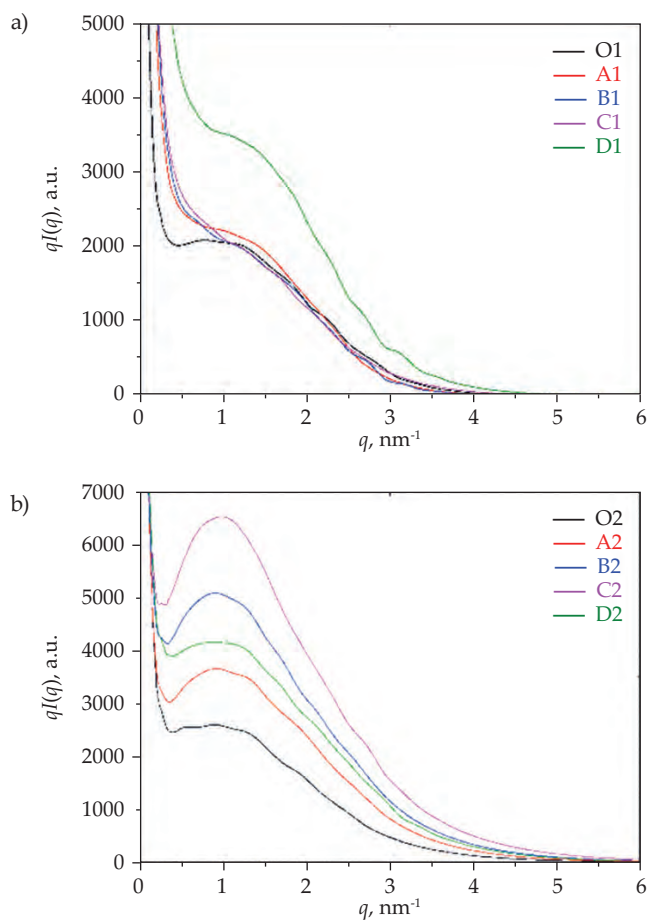 a)
5000
4000
3000
2000
1000
0
qI(q), a.u.
O1
A1
B1
C1
D1
0 1 2 3 4 5 6
q, nm-1
b)
7000
6000
5000
4000
3000
2000
1000
0
qI(q), a.u.
O2
A2
B2
C2
D2
0 1 2 3 4 5 6
q, nm-1